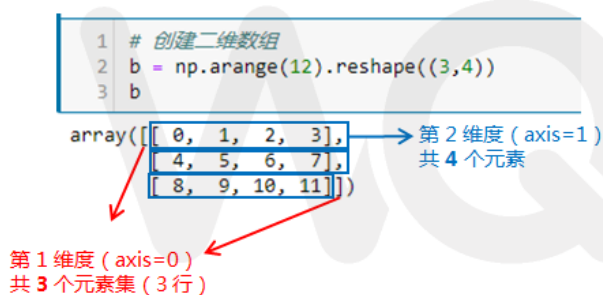 1 # 创建二维数组
2 b = np.arange(12).reshape((3,4))
3 b
array([[ 0, 1, 2, 3],
[ 4, 5, 6, 7],
[ 8, 9, 10, 11]])
第 2 维度（axis=1）
共 4 个元素
第 1 维度（axis=0）
共 3 个元素集（3 行）